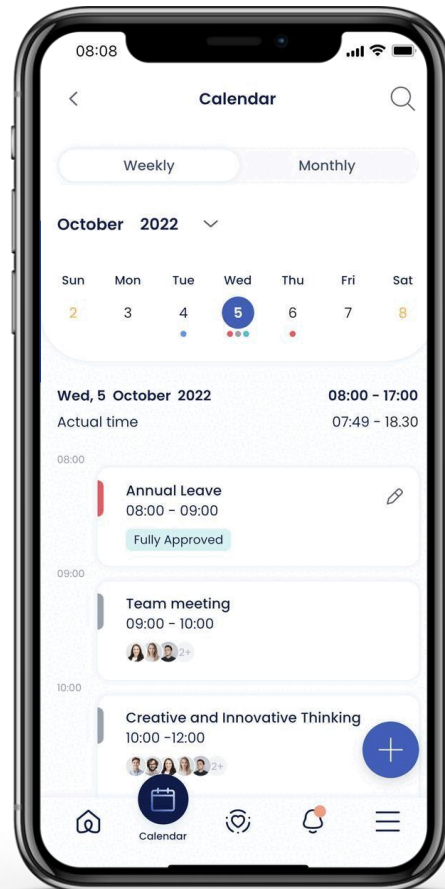 08:08
Calendar
Weekly Monthly
October 2022
Sun Mon Tue Wed Thu Fri Sat
2 3 4 5 6 7 8
Wed, 5 October 2022 08:00 - 17:00
Actual time 07:49 - 18.30
08:00
Annual Leave
08:00 - 09:00
Fully Approved
09:00
Team meeting
09:00 - 10:00
2+
10:00
Creative and Innovative Thinking
10:00 -12:00
2+
Calendar